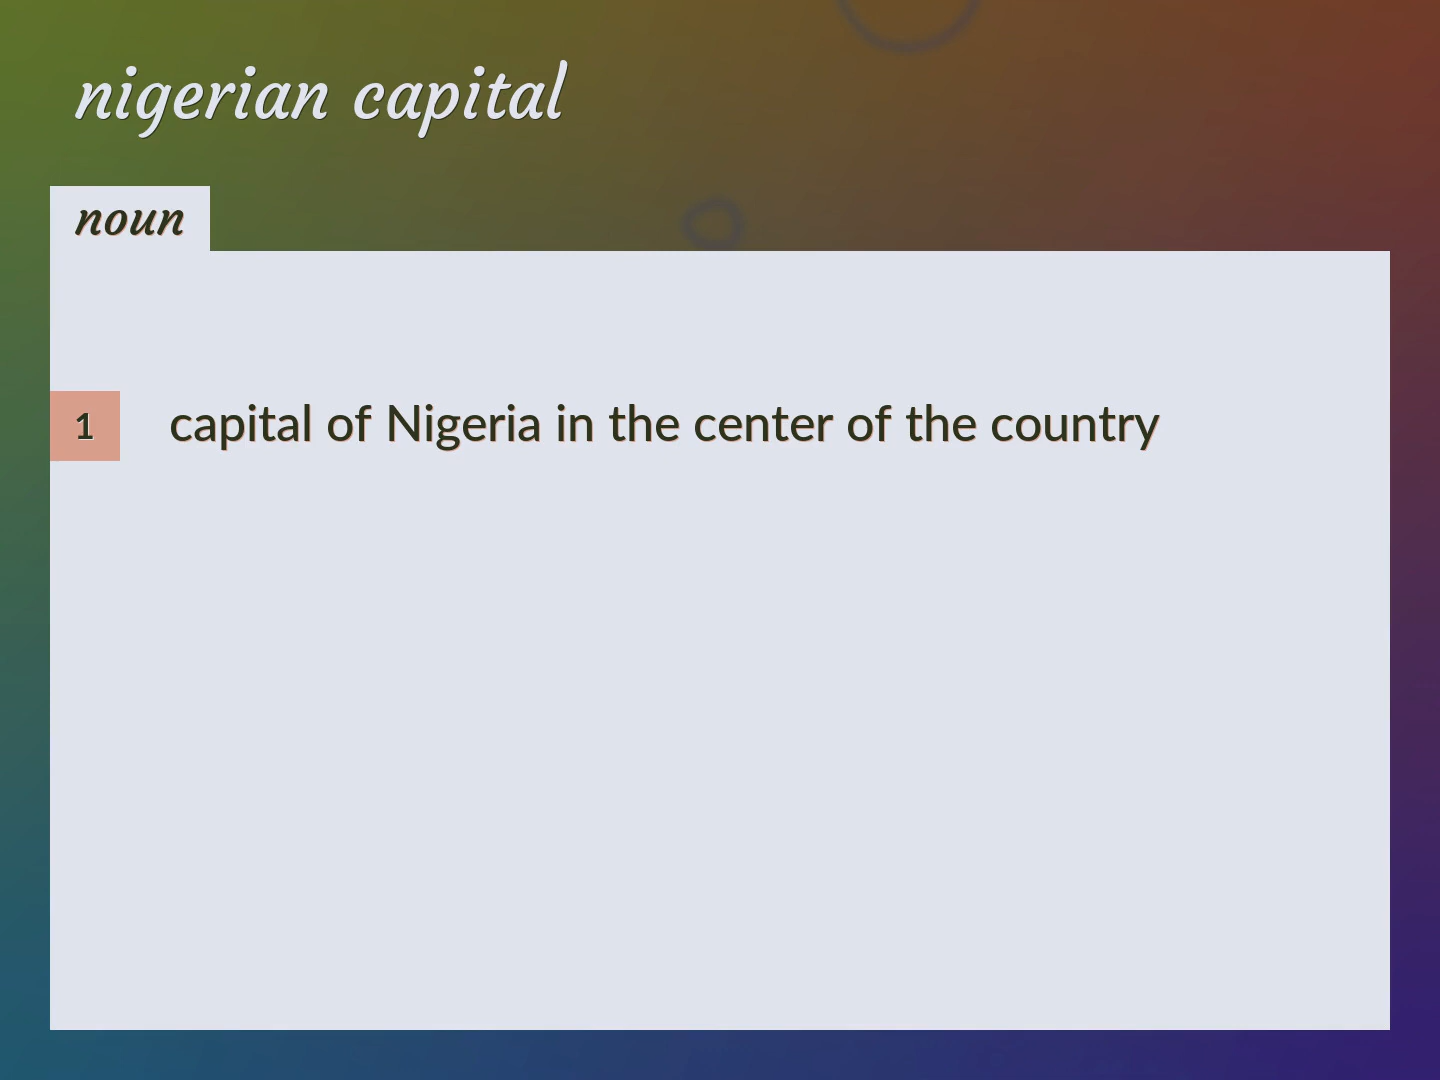 nigerian capital
noun
1 capital of Nigeria in the center of the country